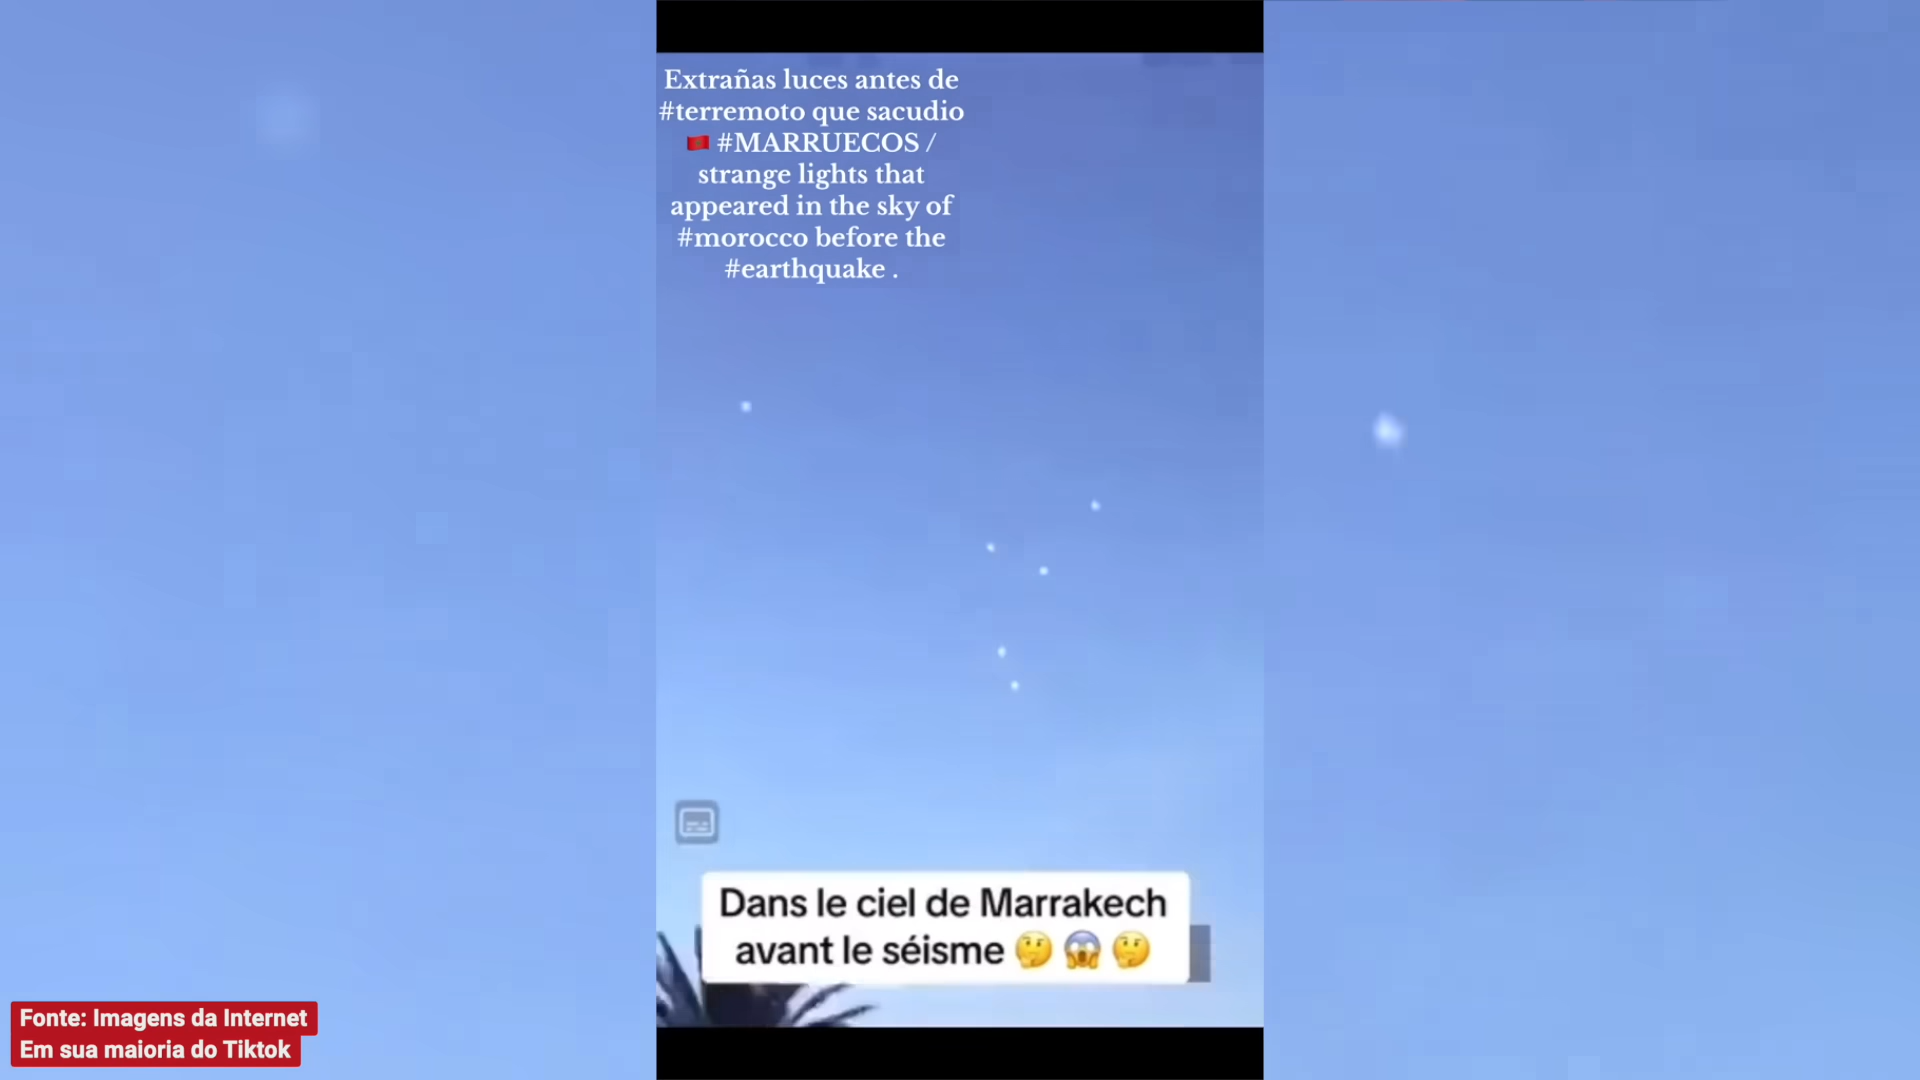 Extrañas luces antes de
#terremoto que sacudio
🇲🇦 #MARRUECOS /
strange lights that
appeared in the sky of
#morocco before the
#earthquake .
Dans le ciel de Marrakech
avant le séisme 🤔 😱 🤔
Fonte: Imagens da Internet
Em sua maioria do Tiktok